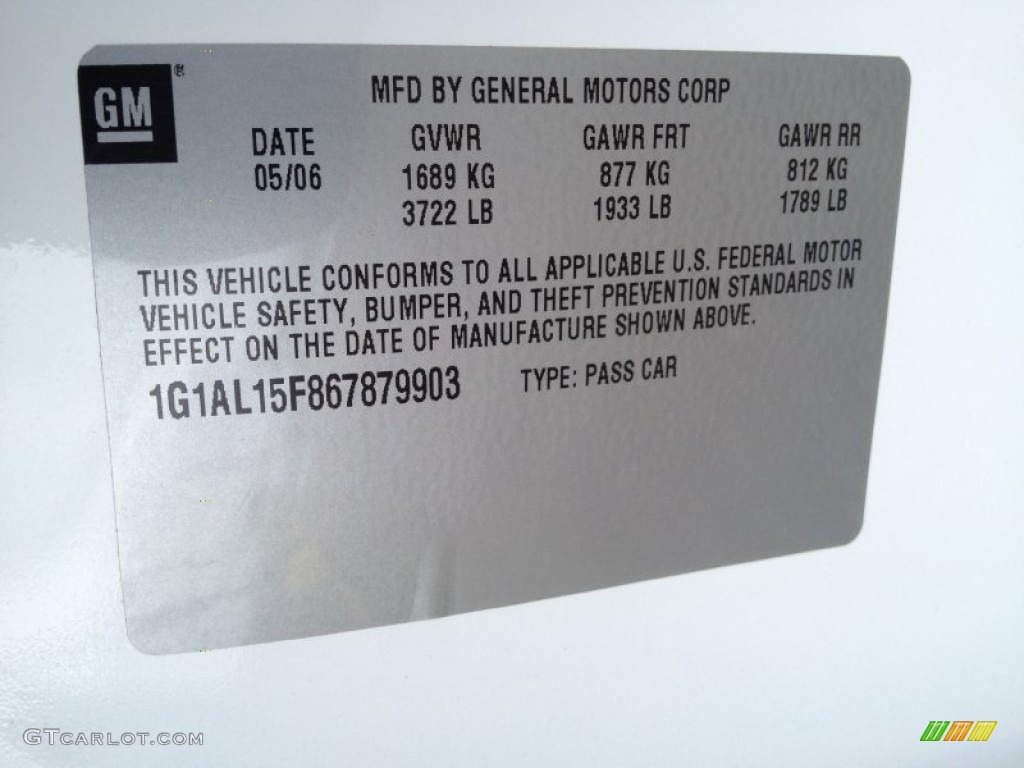 GM ®
MFD BY GENERAL MOTORS CORP
DATE GVWR GAWR FRT GAWR RR
05/06 1689 KG 877 KG 812 KG
3722 LB 1933 LB 1789 LB
THIS VEHICLE CONFORMS TO ALL APPLICABLE U.S. FEDERAL MOTOR
VEHICLE SAFETY, BUMPER, AND THEFT PREVENTION STANDARDS IN
EFFECT ON THE DATE OF MANUFACTURE SHOWN ABOVE.
1G1AL15F867879903 TYPE: PASS CAR
GTCARLOT.COM